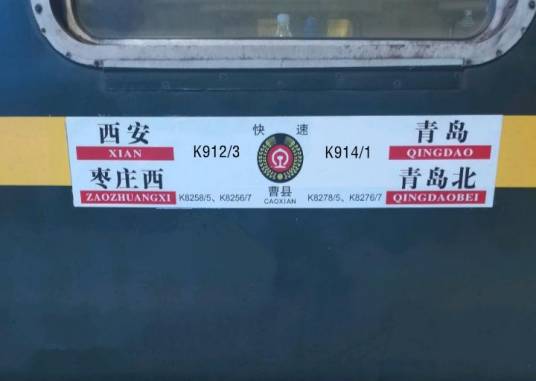 西安 快速 青岛
XIAN K912/3 K914/1 QINGDAO
枣庄西 曹县 青岛北
ZAOZHUANGXI K8258/5、K8256/7 CAOXIAN K8278/5、K8276/7 QINGDAOBEI